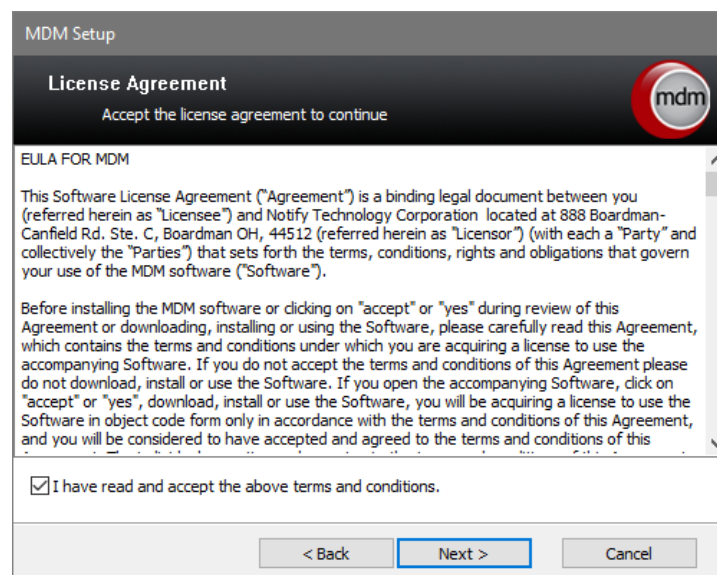 MDM Setup
License Agreement
Accept the license agreement to continue
mdm
EULA FOR MDM
This Software License Agreement ("Agreement") is a binding legal document between you
(referred herein as "Licensee") and Notify Technology Corporation  located at 888 Boardman-
Canfield Rd. Ste. C, Boardman OH, 44512 (referred herein as "Licensor") (with each a "Party" and
collectively the "Parties") that sets forth the terms, conditions, rights and obligations that govern
your use of the MDM software ("Software").
Before installing the MDM software or clicking on "accept" or "yes" during review of this
Agreement or downloading, installing or using the Software, please carefully read this Agreement,
which contains the terms and conditions under which you are acquiring a license to use the
accompanying Software. If you do not accept the terms and conditions of this Agreement please
do not download, install or use the Software. If you open the accompanying Software, click on
"accept" or "yes", download, install or use the Software, you will be acquiring a license to use the
Software in object code form only in accordance with the terms and conditions of this Agreement,
and you will be considered to have accepted and agreed to the terms and conditions of this
I have read and accept the above terms and conditions.
< Back
Next >
Cancel